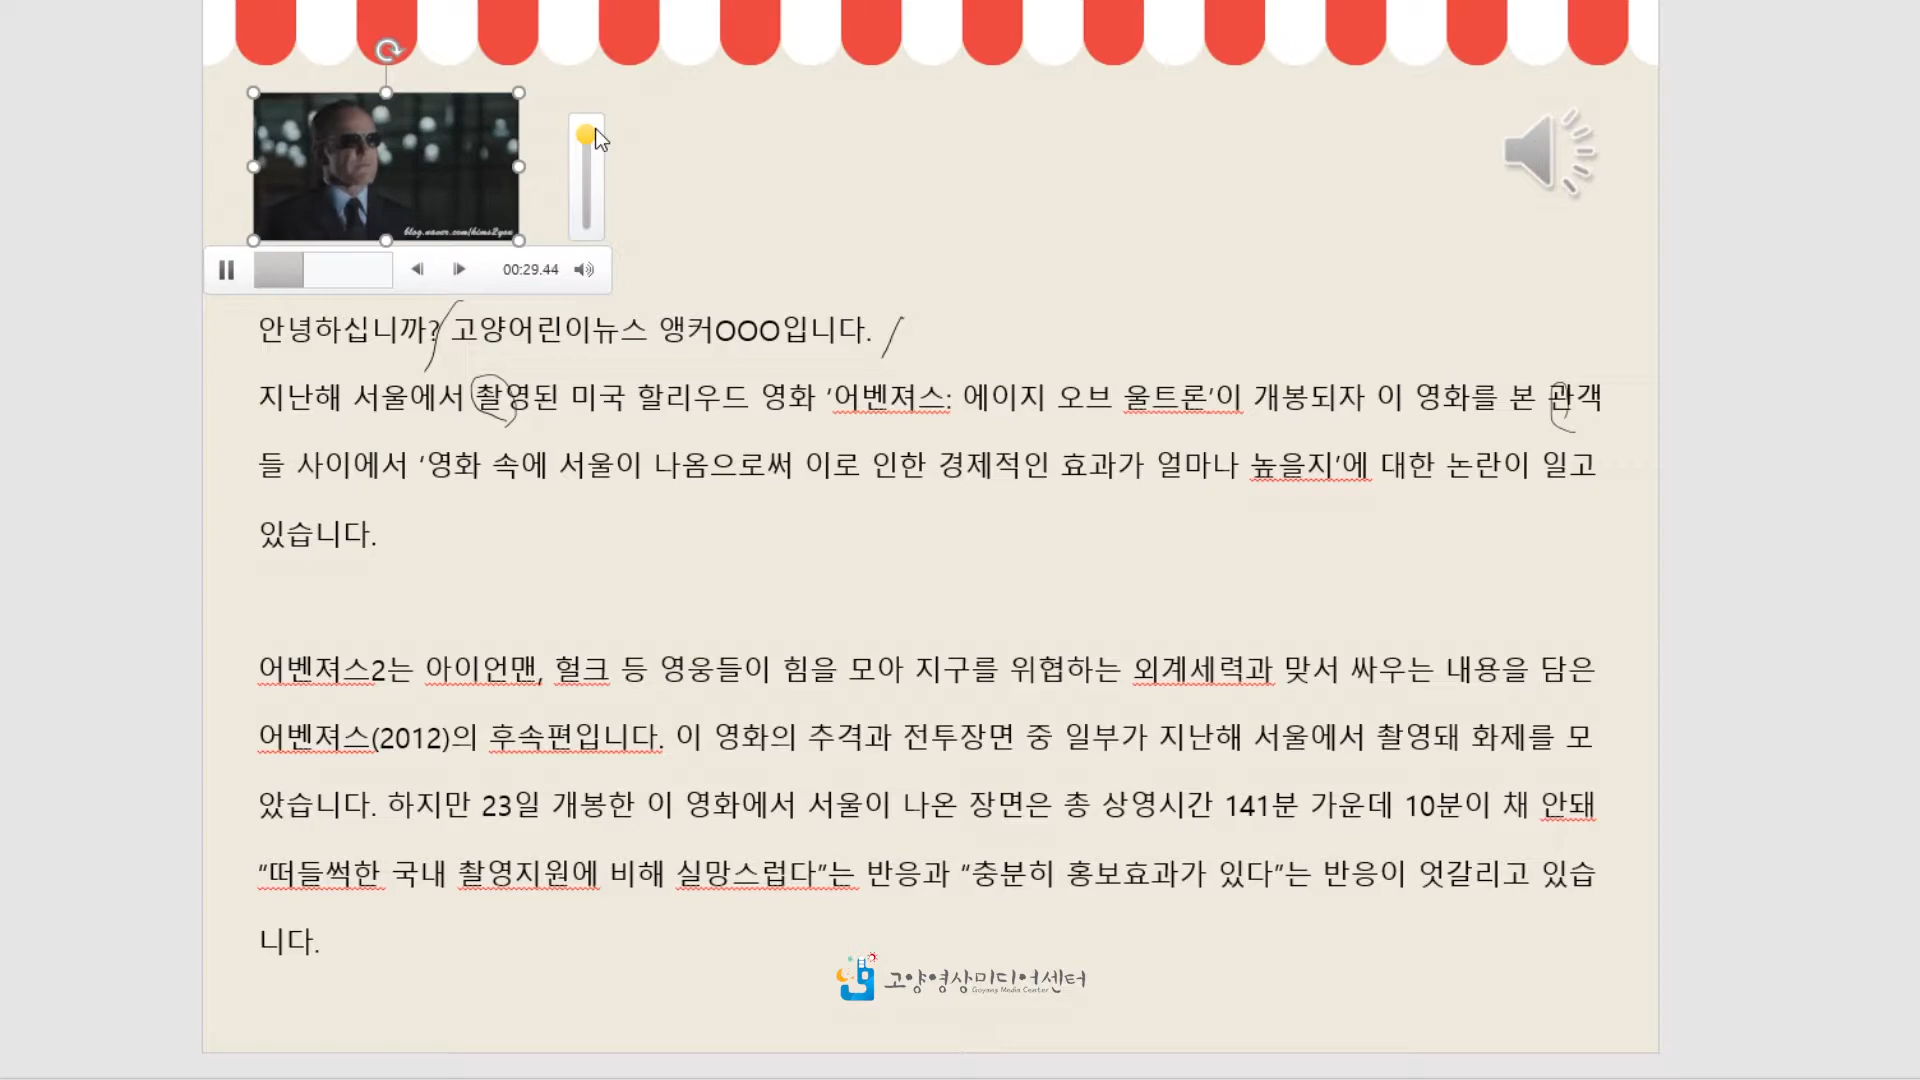 blog.naver.com/kims2you
00:29.44
안녕하십니까? 고양어린이뉴스 앵커OOO입니다.
지난해 서울에서 촬영된 미국 할리우드 영화 '어벤져스: 에이지 오브 울트론'이 개봉되자 이 영화를 본 관객
들 사이에서 '영화 속에 서울이 나옴으로써 이로 인한 경제적인 효과가 얼마나 높을지'에 대한 논란이 일고
있습니다.
어벤져스2는 아이언맨, 헐크 등 영웅들이 힘을 모아 지구를 위협하는 외계세력과 맞서 싸우는 내용을 담은
어벤져스(2012)의 후속편입니다. 이 영화의 추격과 전투장면 중 일부가 지난해 서울에서 촬영돼 화제를 모
았습니다. 하지만 23일 개봉한 이 영화에서 서울이 나온 장면은 총 상영시간 141분 가운데 10분이 채 안돼
"떠들썩한 국내 촬영지원에 비해 실망스럽다"는 반응과 "충분히 홍보효과가 있다"는 반응이 엇갈리고 있습
니다.
고양영상미디어센터
Goyang Media Center